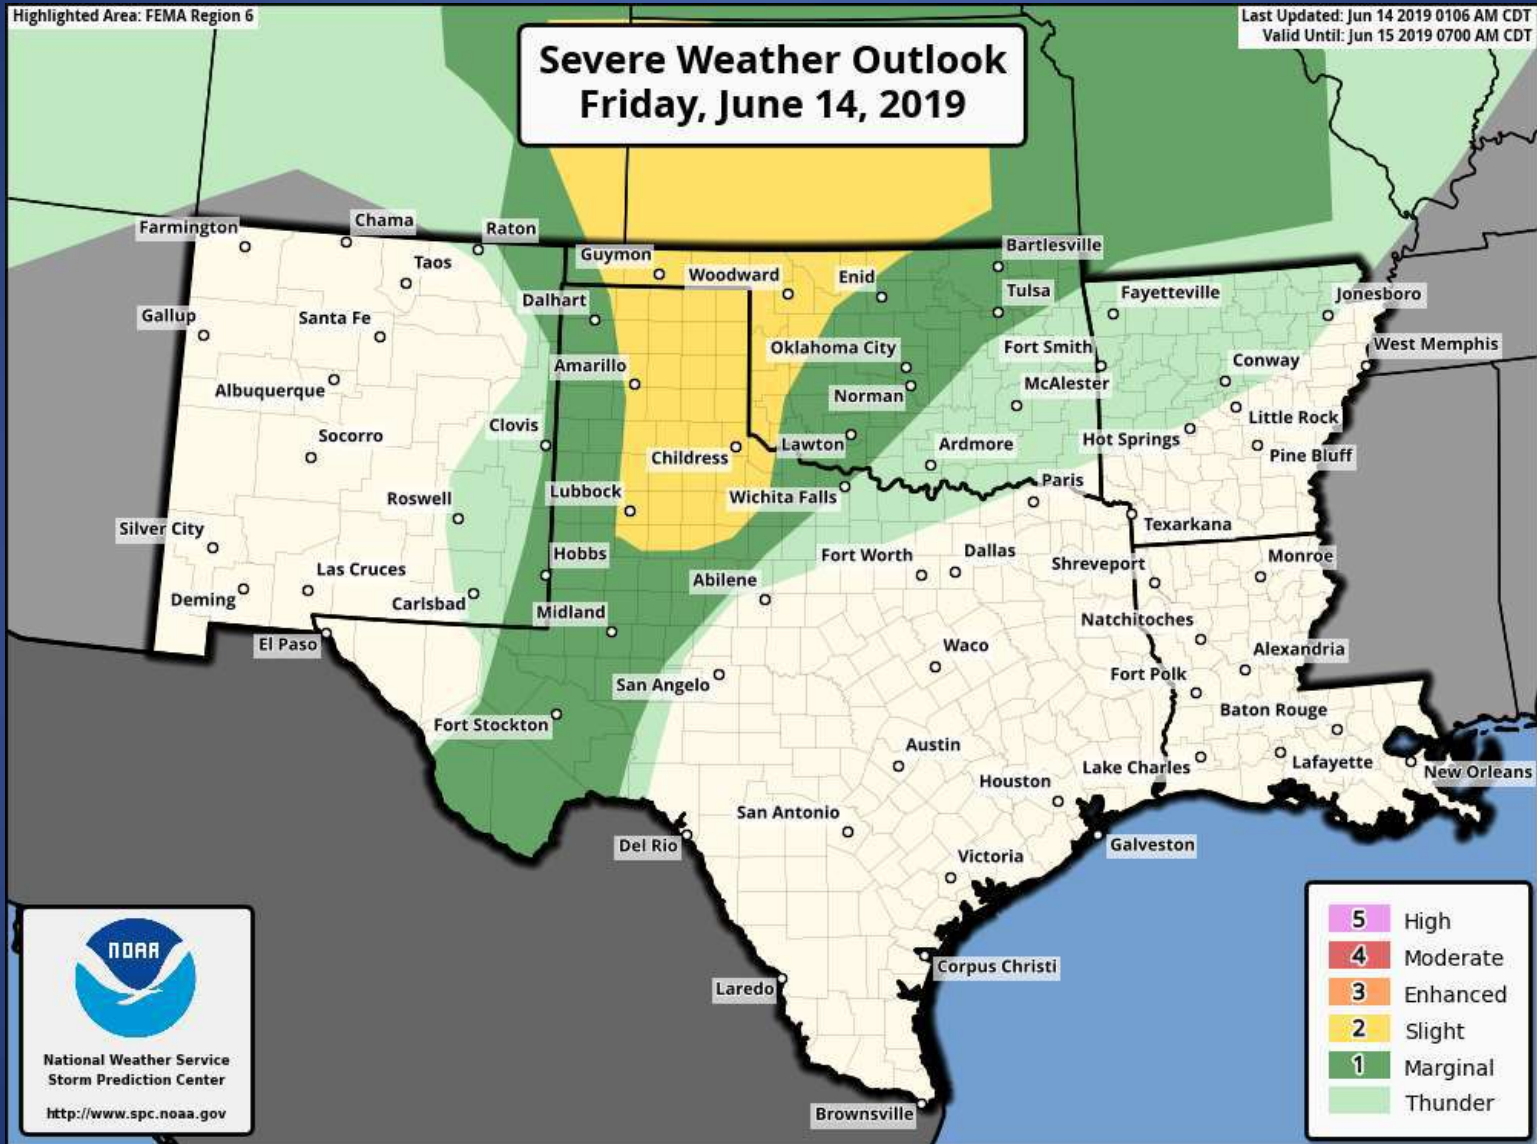 Highlighted Area: FEMA Region 6
Last Updated: Jun 14 2019 0106 AM CDT
Valid Until: Jun 15 2019 0700 AM CDT
Severe Weather Outlook
Friday, June 14, 2019
Farmington
Chama
Raton
Taos
Guymon
Woodward
Enid
Bartlesville
Dalhart
Tulsa
Fayetteville
Jonesboro
Gallup
Santa Fe
Oklahoma City
Fort Smith
West Memphis
Amarillo
Conway
Albuquerque
Norman
McAlester
Little Rock
Socorro
Clovis
Childress
Lawton
Ardmore
Hot Springs
Pine Bluff
Roswell
Lubbock
Wichita Falls
Paris
Texarkana
Silver City
Hobbs
Fort Worth
Dallas
Shreveport
Monroe
Las Cruces
Abilene
Deming
Carlsbad
Midland
Natchitoches
El Paso
Waco
Alexandria
San Angelo
Fort Polk
Fort Stockton
Baton Rouge
Austin
Lake Charles
Lafayette
New Orleans
Houston
San Antonio
Del Rio
Galveston
Victoria
Corpus Christi
Laredo
Brownsville
NOAA
National Weather Service
Storm Prediction Center
http://www.spc.noaa.gov
5 High
4 Moderate
3 Enhanced
2 Slight
1 Marginal
Thunder